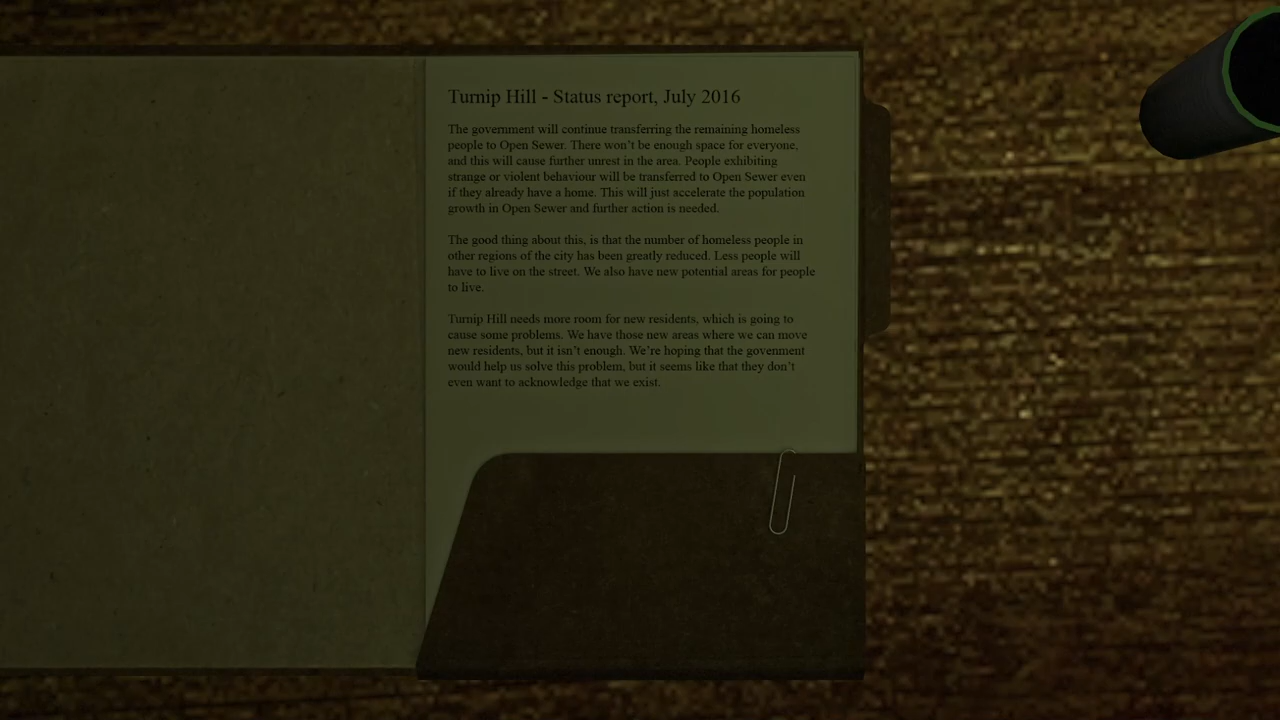 Turnip Hill - Status report, July 2016
The government will continue transferring the remaining homeless
people to Open Sewer. There won't be enough space for everyone,
and this will cause further unrest in the area. People exhibiting
strange or violent behaviour will be transferred to Open Sewer even
if they already have a home. This will just accelerate the population
growth in Open Sewer and further action is needed.
The good thing about this, is that the number of homeless people in
other regions of the city has been greatly reduced. Less people will
have to live on the street. We also have new potential areas for people
to live.
Turnip Hill needs more room for new residents, which is going to
cause some problems. We have those new areas where we can move
new residents, but it isn't enough. We're hoping that the govenment
would help us solve this problem, but it seems like that they don't
even want to acknowledge that we exist.